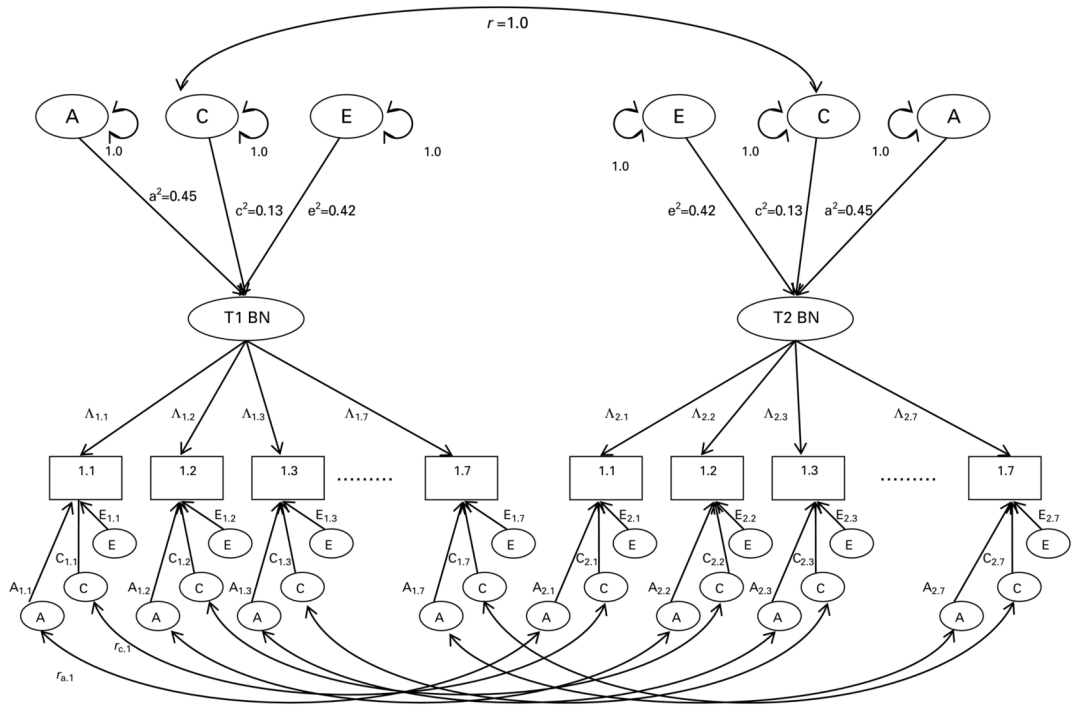 r =1.0
A C E E C A
1.0 1.0 1.0 1.0 1.0 1.0
a²=0.45 c²=0.13 e²=0.42 e²=0.42 c²=0.13 a²=0.45
T1 BN T2 BN
Λ1.1 Λ1.2 Λ1.3 Λ1.7 Λ2.1 Λ2.2 Λ2.3 Λ2.7
1.1 1.2 1.3 ......... 1.7 1.1 1.2 1.3 ......... 1.7
E1.1 E1.2 E1.3 E1.7 E2.1 E2.2 E2.3 E2.7
E E E E E E E E
C1.1 C1.2 C1.3 C1.7 C2.1 C2.2 C2.3 C2.7
A1.1 C A1.2 C A1.3 C A1.7 C A2.1 C A2.2 C A2.3 C A2.7 C
A A A A A A A A
rc.1
ra.1